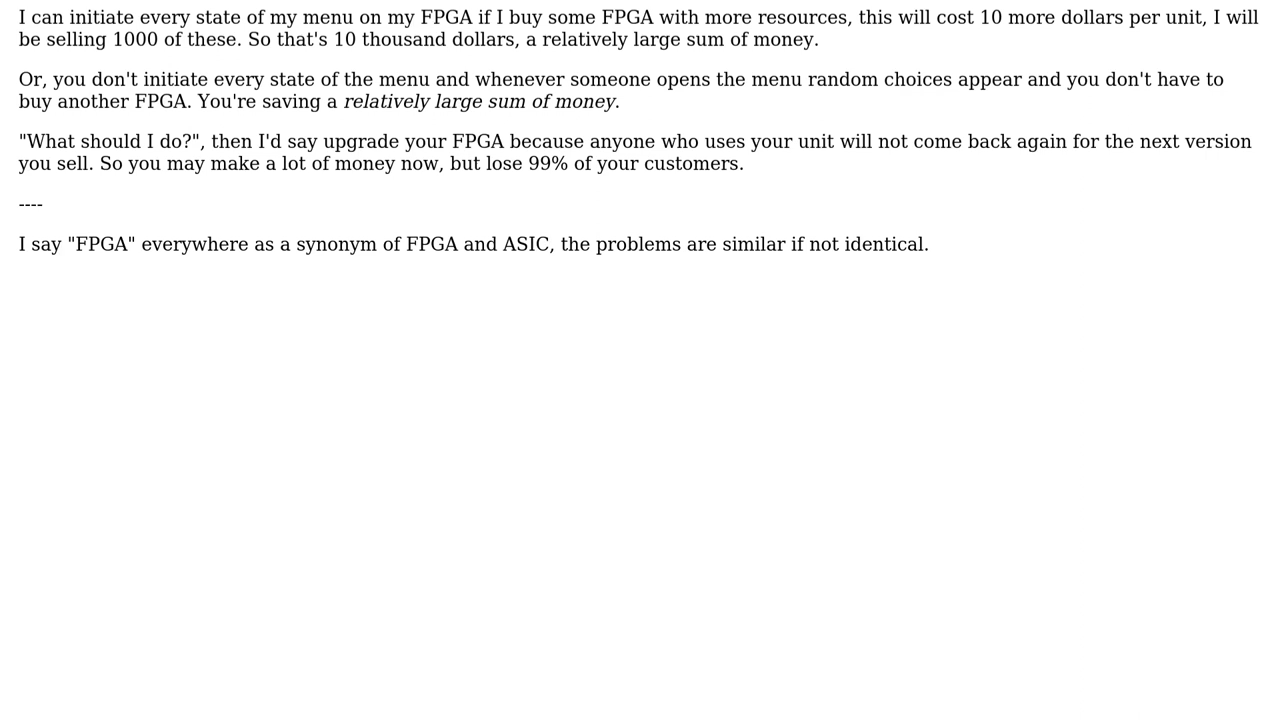 I can initiate every state of my menu on my FPGA if I buy some FPGA with more resources, this will cost 10 more dollars per unit, I will
be selling 1000 of these. So that's 10 thousand dollars, a relatively large sum of money.
Or, you don't initiate every state of the menu and whenever someone opens the menu random choices appear and you don't have to
buy another FPGA. You're saving a relatively large sum of money.
"What should I do?", then I'd say upgrade your FPGA because anyone who uses your unit will not come back again for the next version
you sell. So you may make a lot of money now, but lose 99% of your customers.
----
I say "FPGA" everywhere as a synonym of FPGA and ASIC, the problems are similar if not identical.